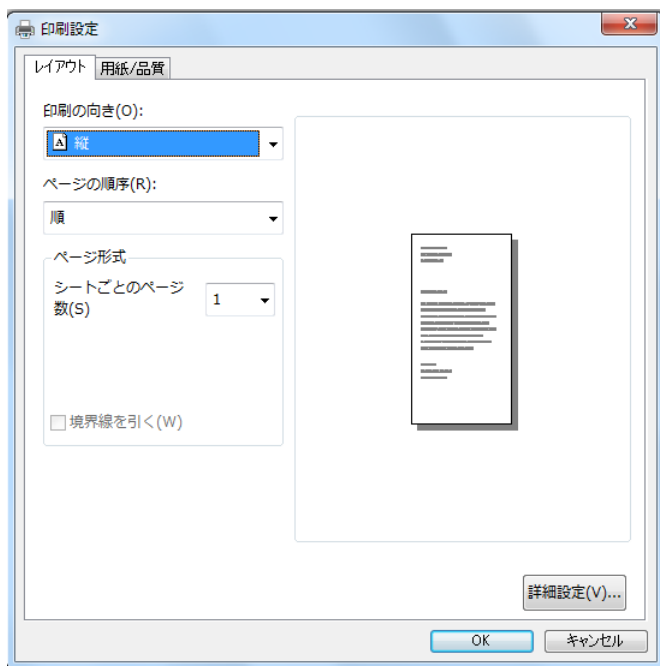 印刷設定
レイアウト 用紙/品質
印刷の向き(O):
縦
ページの順序(R):
順
ページ形式
シートごとのページ
数(S)
1
境界線を引く(W)
詳細設定(V)...
OK キャンセル